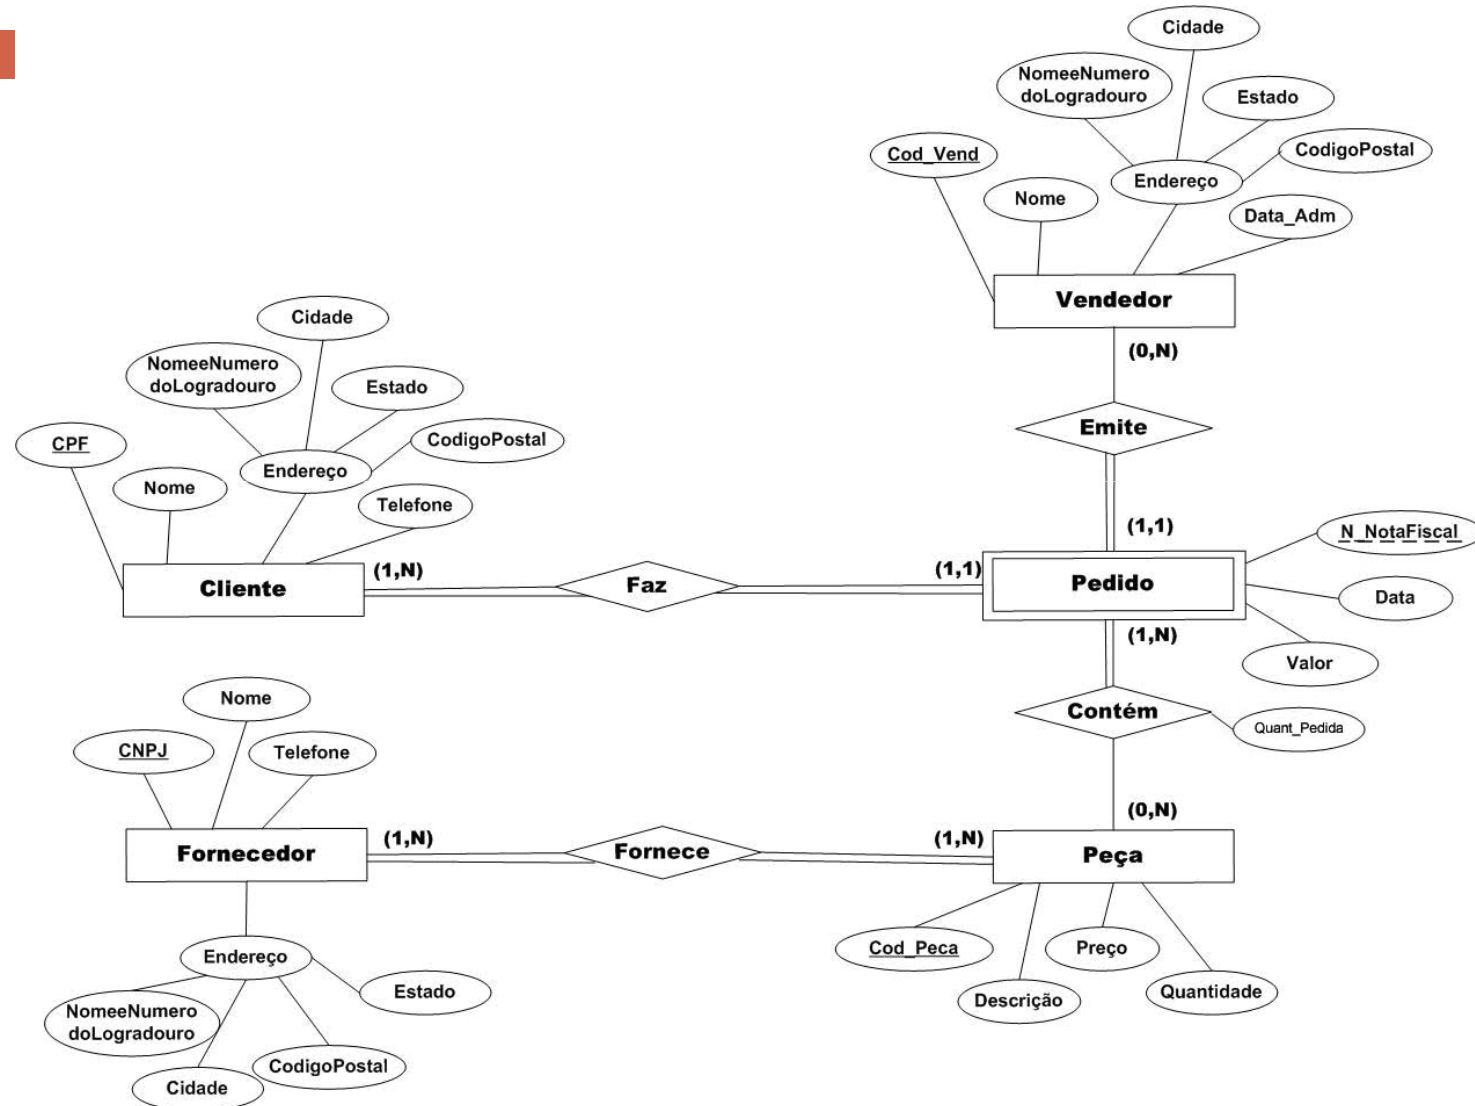 Cidade
NomeeNumero
doLogradouro
Estado
Cod_Vend
CodigoPostal
Endereço
Nome
Data_Adm
Vendedor
(0,N)
Emite
(1,1)
Cidade
NomeeNumero
doLogradouro
Estado
CPF
CodigoPostal
Endereço
Nome
Telefone
Cliente
(1,N)
Faz
(1,1)
Pedido
N_NotaFiscal
Data
Valor
(1,N)
Contém
Quant_Pedida
(0,N)
Nome
CNPJ
Telefone
Fornecedor
(1,N)
Fornece
(1,N)
Peça
Endereço
NomeeNumero
doLogradouro
Estado
CodigoPostal
Cidade
Cod_Peca
Preço
Descrição
Quantidade